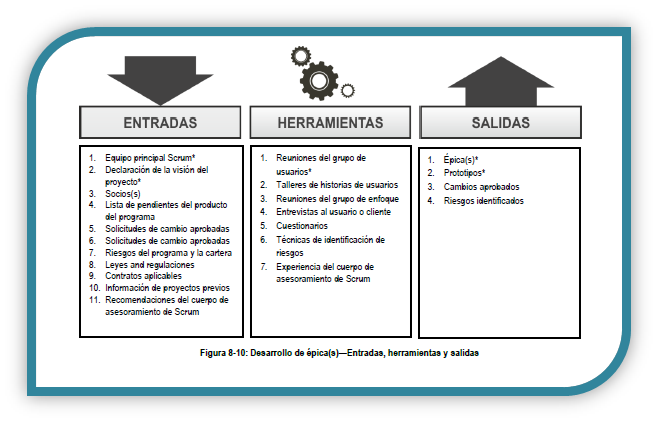 ENTRADAS
1. Equipo principal Scrum*
2. Declaración de la visión del
proyecto*
3. Socios(s)
4. Lista de pendientes del producto
del programa
5. Solicitudes de cambio aprobadas
6. Solicitudes de cambio aprobadas
7. Riesgos del programa y la cartera
8. Leyes and regulaciones
9. Contratos aplicables
10. Información de proyectos previos
11. Recomendaciones del cuerpo de
asesoramiento de Scrum
HERRAMIENTAS
1. Reuniones del grupo de
usuarios*
2. Talleres de historias de usuarios
3. Reuniones del grupo de enfoque
4. Entrevistas al usuario o cliente
5. Cuestionarios
6. Técnicas de identificación de
riesgos
7. Experiencia del cuerpo de
asesoramiento de Scrum
SALIDAS
1. Épica(s)*
2. Prototipos*
3. Cambios aprobados
4. Riesgos identificados
Figura 8-10: Desarrollo de épica(s)—Entradas, herramientas y salidas